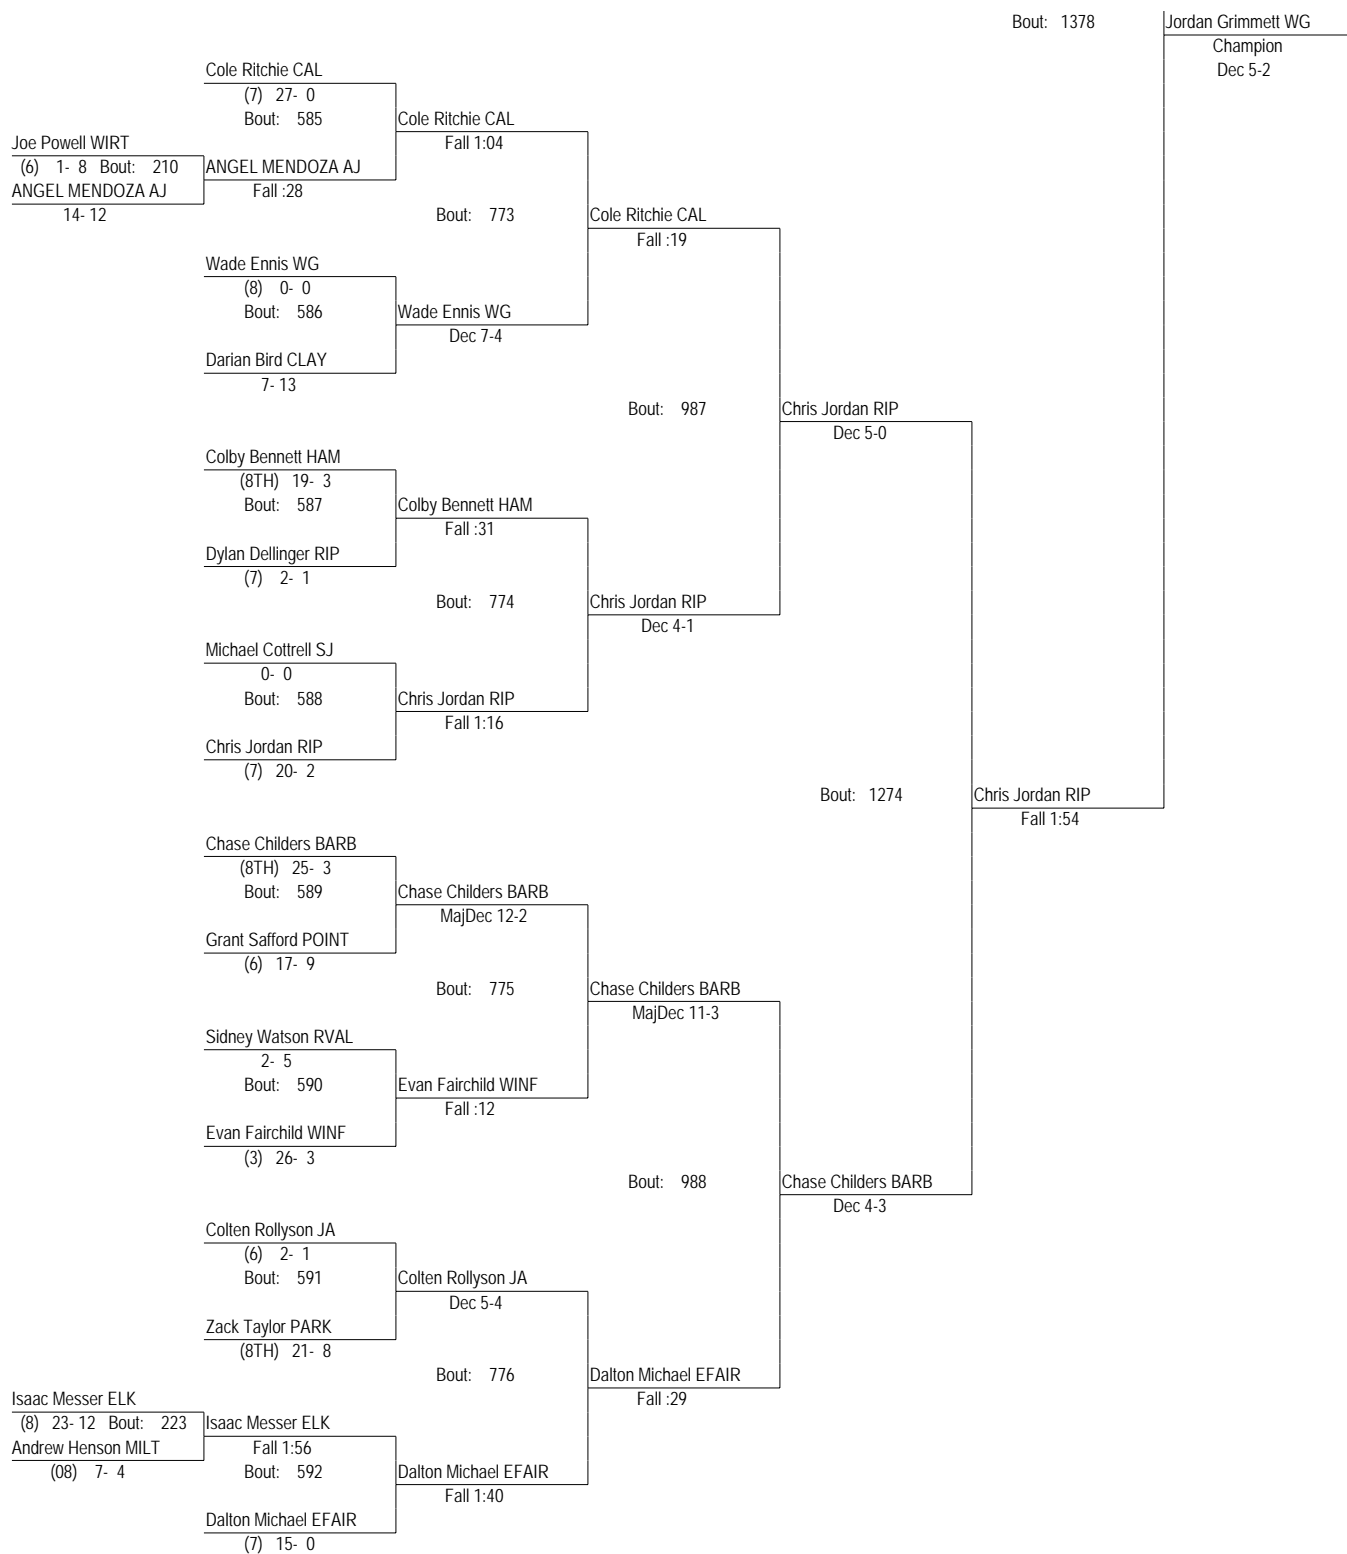 Bout: 1378
Jordan Grimmett WG
Champion
Dec 5-2
Cole Ritchie CAL
(7) 27- 0
Bout: 585
Cole Ritchie CAL
Fall 1:04
Joe Powell WIRT
(6) 1- 8 Bout: 210
ANGEL MENDOZA AJ
14- 12
ANGEL MENDOZA AJ
Fall :28
Bout: 773
Cole Ritchie CAL
Fall :19
Wade Ennis WG
(8) 0- 0
Bout: 586
Wade Ennis WG
Dec 7-4
Darian Bird CLAY
7- 13
Bout: 987
Chris Jordan RIP
Dec 5-0
Colby Bennett HAM
(8TH) 19- 3
Bout: 587
Colby Bennett HAM
Fall :31
Dylan Dellinger RIP
(7) 2- 1
Bout: 774
Chris Jordan RIP
Dec 4-1
Michael Cottrell SJ
0- 0
Bout: 588
Chris Jordan RIP
Fall 1:16
Chris Jordan RIP
(7) 20- 2
Bout: 1274
Chris Jordan RIP
Fall 1:54
Chase Childers BARB
(8TH) 25- 3
Bout: 589
Chase Childers BARB
MajDec 12-2
Grant Safford POINT
(6) 17- 9
Bout: 775
Chase Childers BARB
MajDec 11-3
Sidney Watson RVAL
2- 5
Bout: 590
Evan Fairchild WINF
Fall :12
Evan Fairchild WINF
(3) 26- 3
Bout: 988
Chase Childers BARB
Dec 4-3
Colten Rollyson JA
(6) 2- 1
Bout: 591
Colten Rollyson JA
Dec 5-4
Zack Taylor PARK
(8TH) 21- 8
Bout: 776
Dalton Michael EFAIR
Fall :29
Isaac Messer ELK
(8) 23- 12 Bout: 223
Andrew Henson MILT
(08) 7- 4
Isaac Messer ELK
Fall 1:56
Bout: 592
Dalton Michael EFAIR
Fall 1:40
Dalton Michael EFAIR
(7) 15- 0